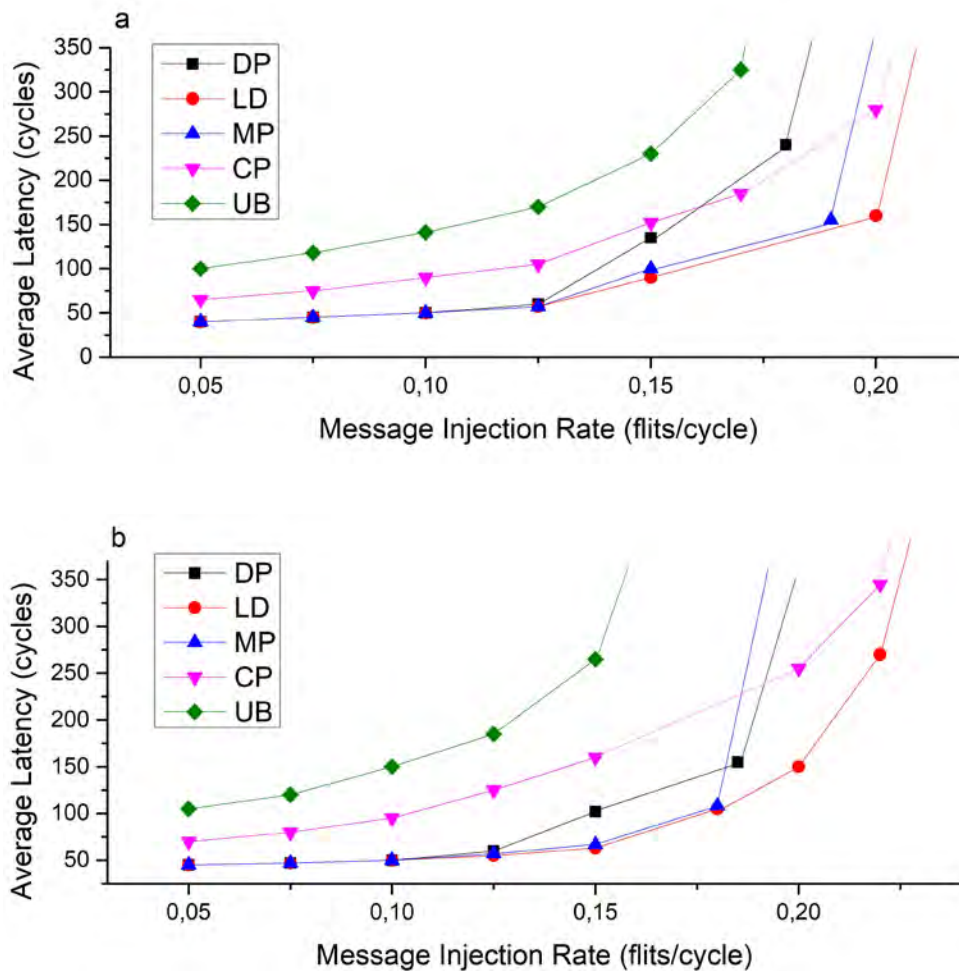 a
350
300
250
200
150
100
50
0
Average Latency (cycles)
DP
LD
MP
CP
UB
0,05 0,10 0,15 0,20
Message Injection Rate (flits/cycle)
b
350
300
250
200
150
100
50
Average Latency (cycles)
DP
LD
MP
CP
UB
0,05 0,10 0,15 0,20
Message Injection Rate (flits/cycle)